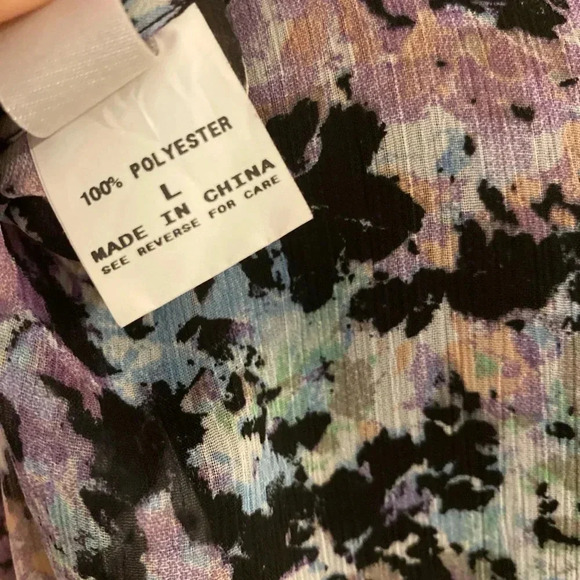 100% POLYESTER
L
MADE IN CHINA
SEE REVERSE FOR CARE